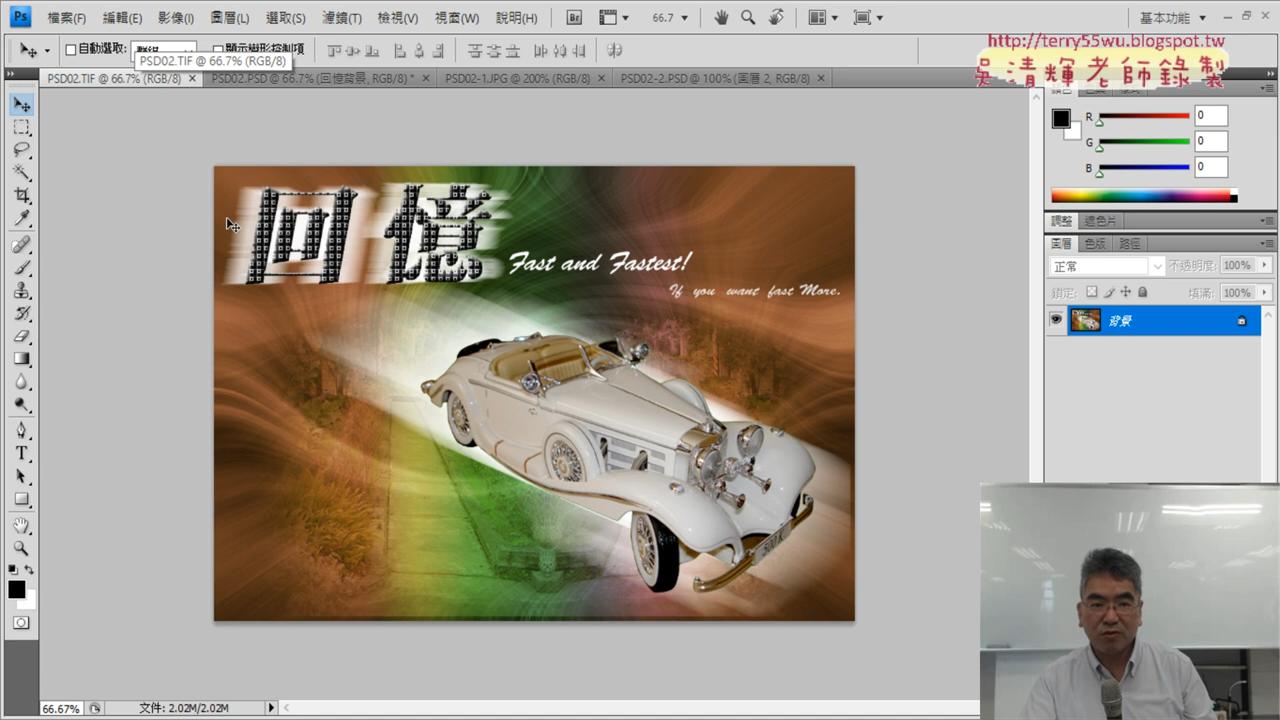 Ps 檔案(F) 編輯(E) 影像(I) 圖層(L) 選取(S) 濾鏡(T) 檢視(V) 視窗(W) 說明(H) Br 66.7 基本功能
自動選取: 顯示變形控制項
http://terry55wu.blogspot.tw
吳清輝老師錄製
PSD02.TIF @ 66.7% (RGB/8)
PSD02.TIF @ 66.7% (RGB/8) PSD02.PSD @ 66.7% (回憶背景, RGB/8) * PSD02-1.JPG @ 200% (RGB/8) PSD02-2.PSD @ 100% (圖層 2, RGB/8)
R 0
G 0
B 0
調整 遮色片
圖層 色版 路徑
正常 不透明度: 100%
鎖定: 填滿: 100%
背景
回憶
Fast and Fastest!
If you want fast More.
500K
66.67% 文件: 2.02M/2.02M